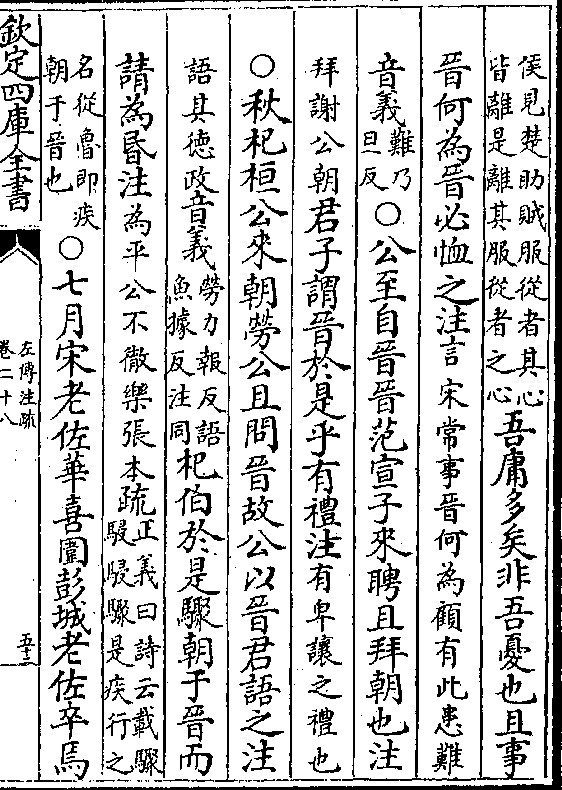 侯見楚助賊服從者其心
皆離是離其服從者之心吾庸多矣非吾憂也且事
晉何為晉必恤之注言宋常事晉何為顧有此患難
音義難乃
旦反○公至自晉晉范宣子來聘且拜朝也注
拜謝公朝君子謂晉於是乎有禮注有卑讓之禮也
○秋杞桓公來朝勞公且問晉故公以晉君語之注
語其德政音義勞力報反語
魚據反注同杞伯於是驟朝于晉而
請為昏注為平公不徹樂張本疏正義曰詩云載驟
駸駸驟是疾行之
名從魯即疾
朝于晉也○七月宋老佐華喜圍彭城老佐卒焉
欽定四庫全書
左傳注疏
卷二十八
五十三